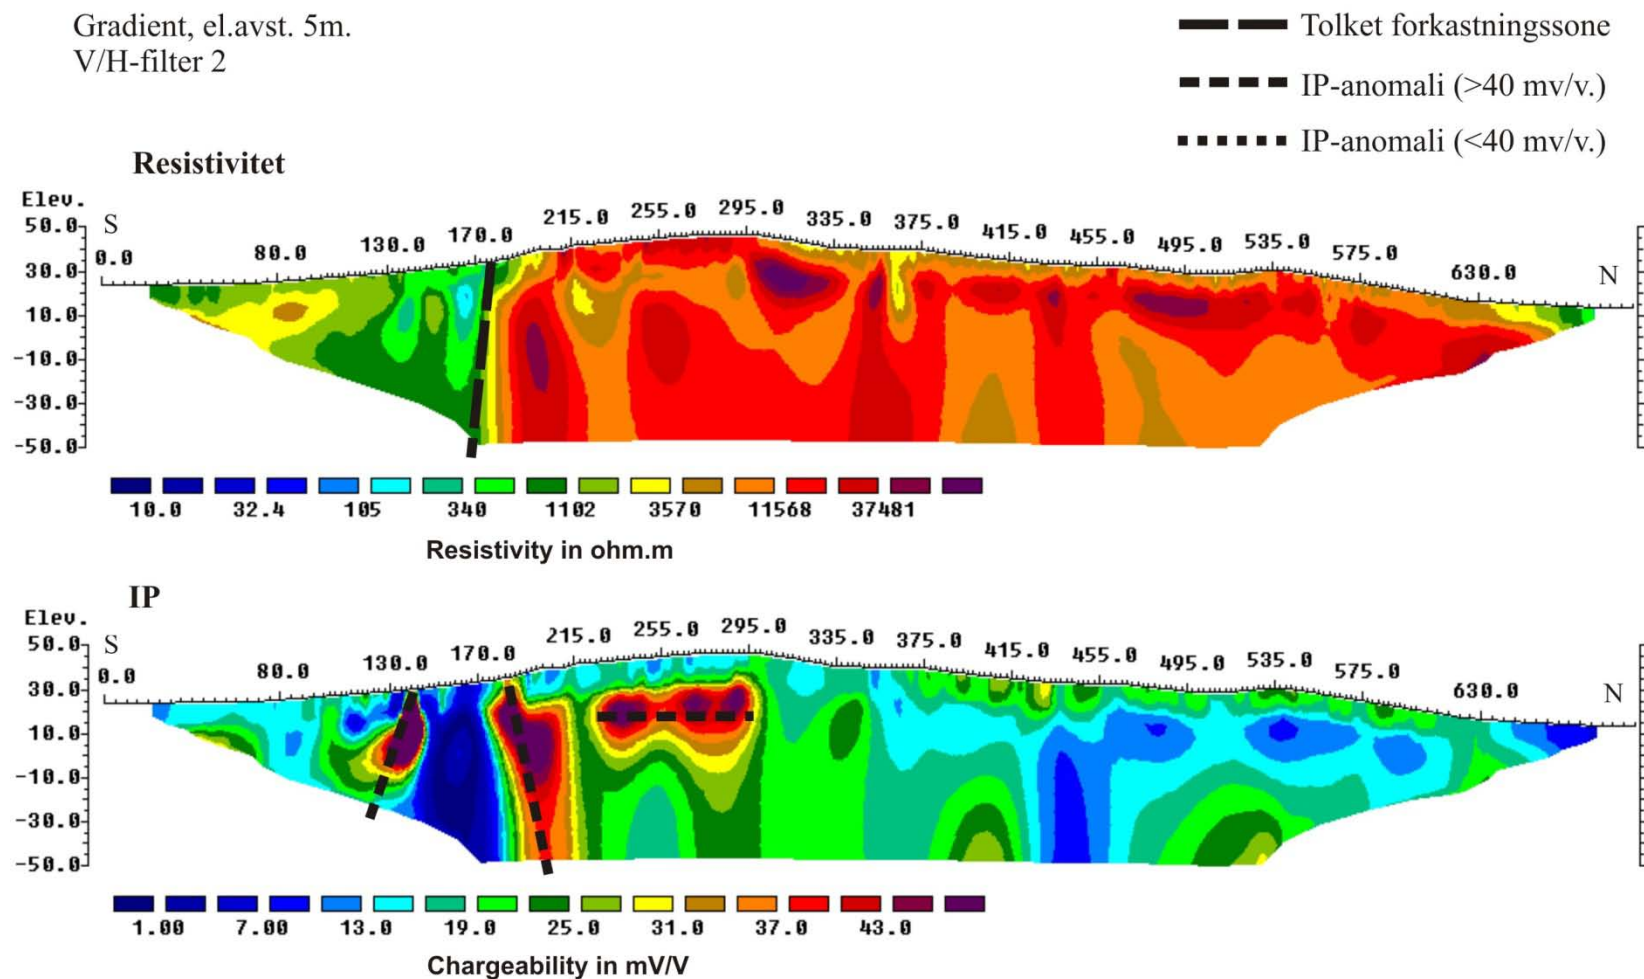 Gradient, el.avst. 5m.
V/H-filter 2
Tolket forkastningssone
IP-anomali (>40 mv/v.)
IP-anomali (<40 mv/v.)
Resistivitet
Elev.
S
N
50.0
30.0
10.0
-10.0
-30.0
-50.0
0.0 80.0 130.0 170.0 215.0 255.0 295.0 335.0 375.0 415.0 455.0 495.0 535.0 575.0 630.0
10.0 32.4 105 340 1102 3570 11568 37481
Resistivity in ohm.m
IP
Elev.
S
N
50.0
30.0
10.0
-10.0
-30.0
-50.0
0.0 80.0 130.0 170.0 215.0 255.0 295.0 335.0 375.0 415.0 455.0 495.0 535.0 575.0 630.0
1.00 7.00 13.0 19.0 25.0 31.0 37.0 43.0
Chargeability in mV/V